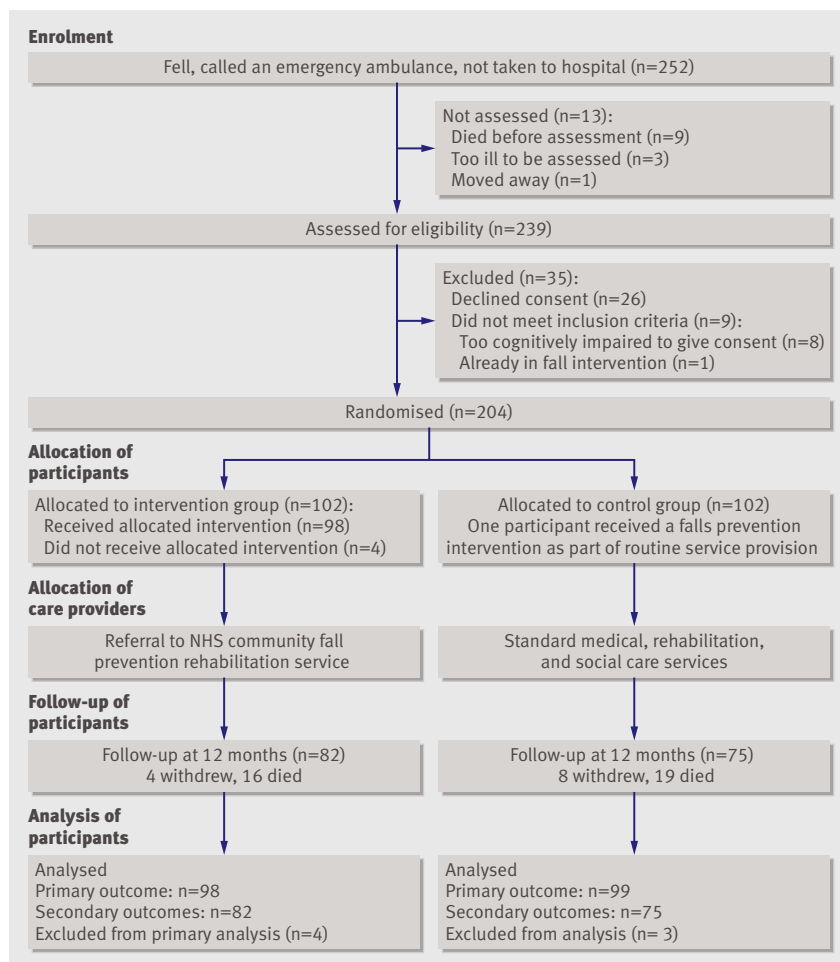 Enrolment
Fell, called an emergency ambulance, not taken to hospital (n=252)
Not assessed (n=13):
Died before assessment (n=9)
Too ill to be assessed (n=3)
Moved away (n=1)
Assessed for eligibility (n=239)
Excluded (n=35):
Declined consent (n=26)
Did not meet inclusion criteria (n=9):
Too cognitively impaired to give consent (n=8)
Already in fall intervention (n=1)
Randomised (n=204)
Allocation of
participants
Allocated to intervention group (n=102):
Received allocated intervention (n=98)
Did not receive allocated intervention (n=4)
Allocated to control group (n=102)
One participant received a falls prevention
intervention as part of routine service provision
Allocation of
care providers
Referral to NHS community fall
prevention rehabilitation service
Standard medical, rehabilitation,
and social care services
Follow-up of
participants
Follow-up at 12 months (n=82)
4 withdrew, 16 died
Follow-up at 12 months (n=75)
8 withdrew, 19 died
Analysis of
participants
Analysed
Primary outcome: n=98
Secondary outcomes: n=82
Excluded from primary analysis (n=4)
Analysed
Primary outcome: n=99
Secondary outcomes: n=75
Excluded from analysis (n= 3)